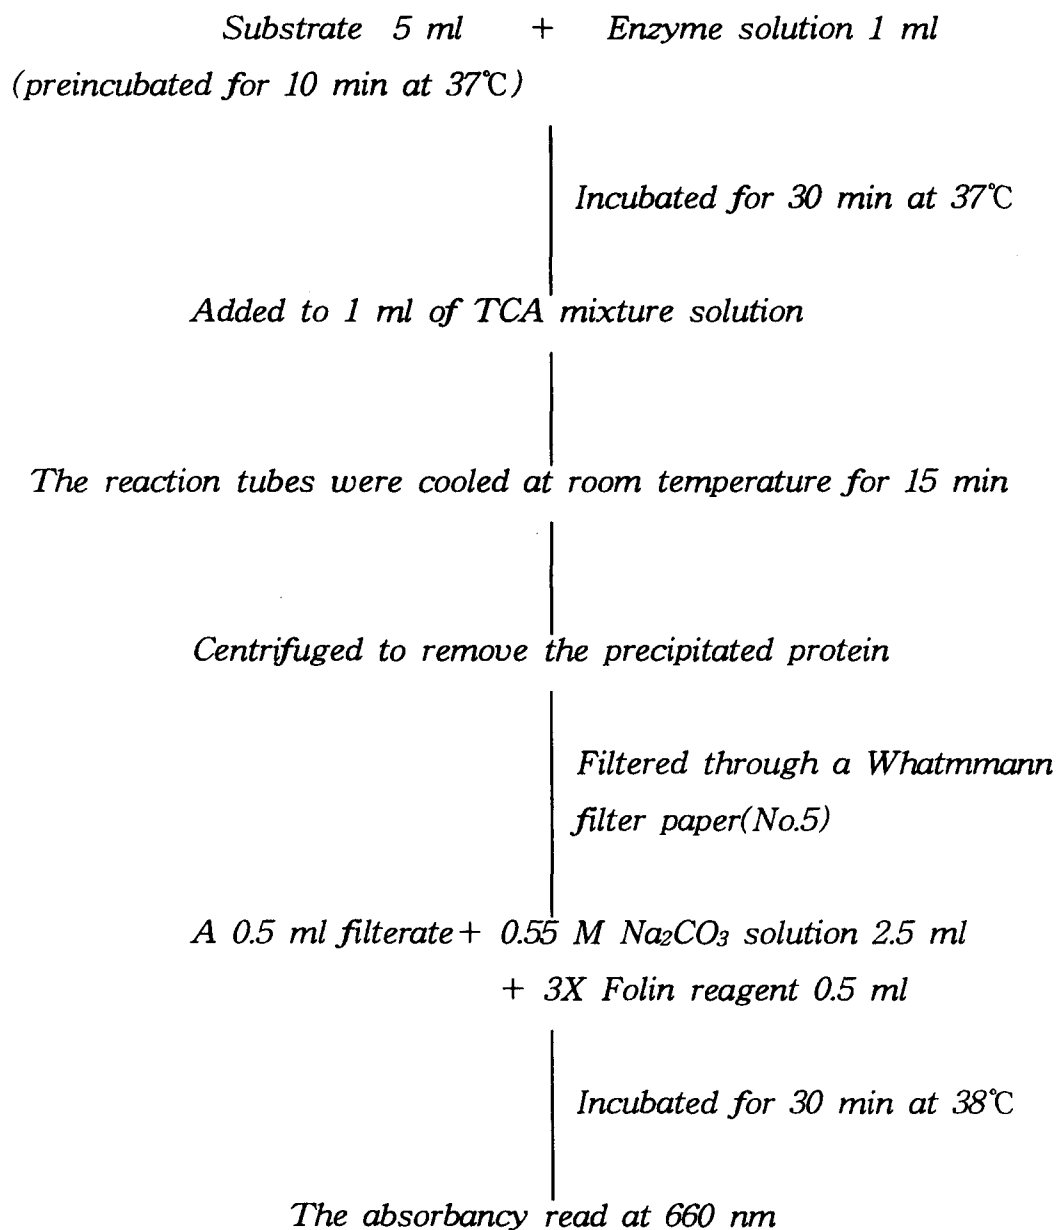 Substrate 5 ml + Enzyme solution 1 ml
(preincubated for 10 min at 37℃)
Incubated for 30 min at 37℃
Added to 1 ml of TCA mixture solution
The reaction tubes were cooled at room temperature for 15 min
Centrifuged to remove the precipitated protein
Filtered through a Whatmmann
filter paper(No.5)
A 0.5 ml filterate + 0.55 M Na₂CO₃ solution 2.5 ml
+ 3X Folin reagent 0.5 ml
Incubated for 30 min at 38℃
The absorbancy read at 660 nm